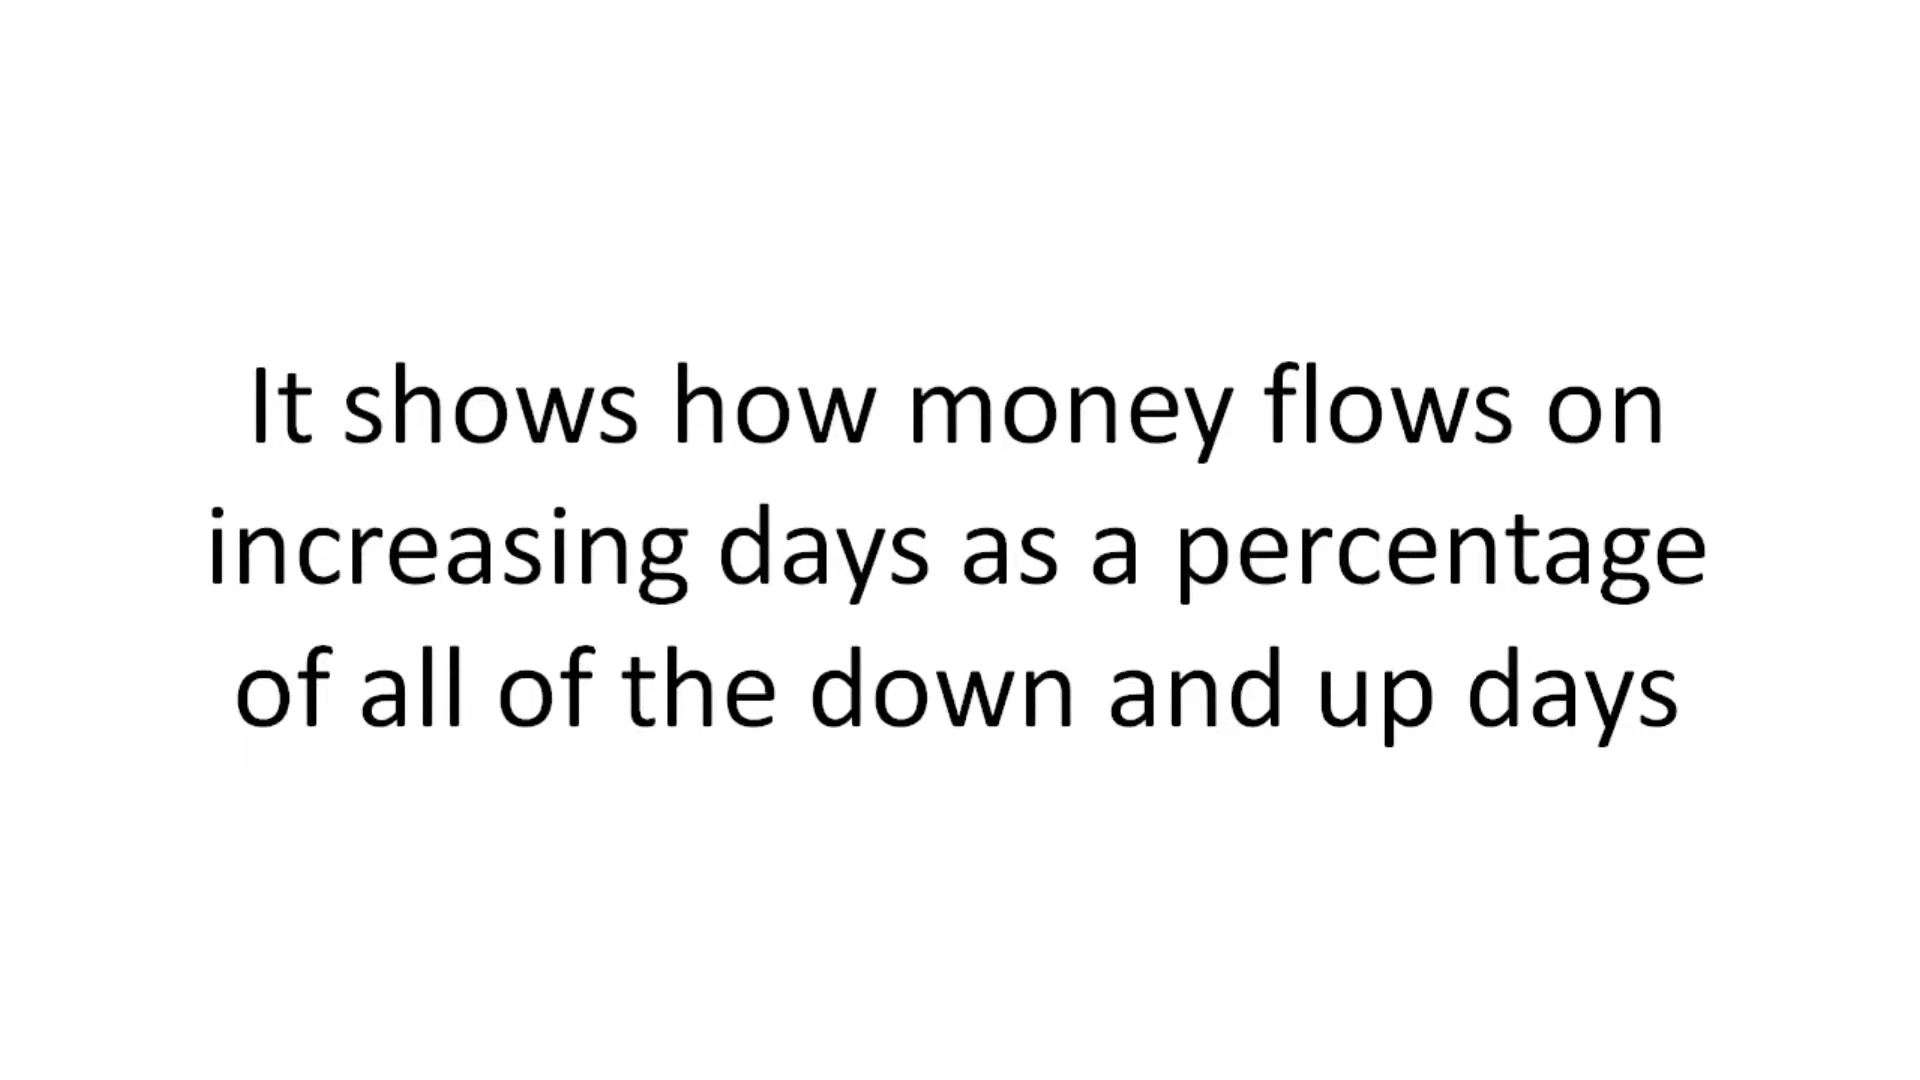 It shows how money flows on
increasing days as a percentage
of all of the down and up days